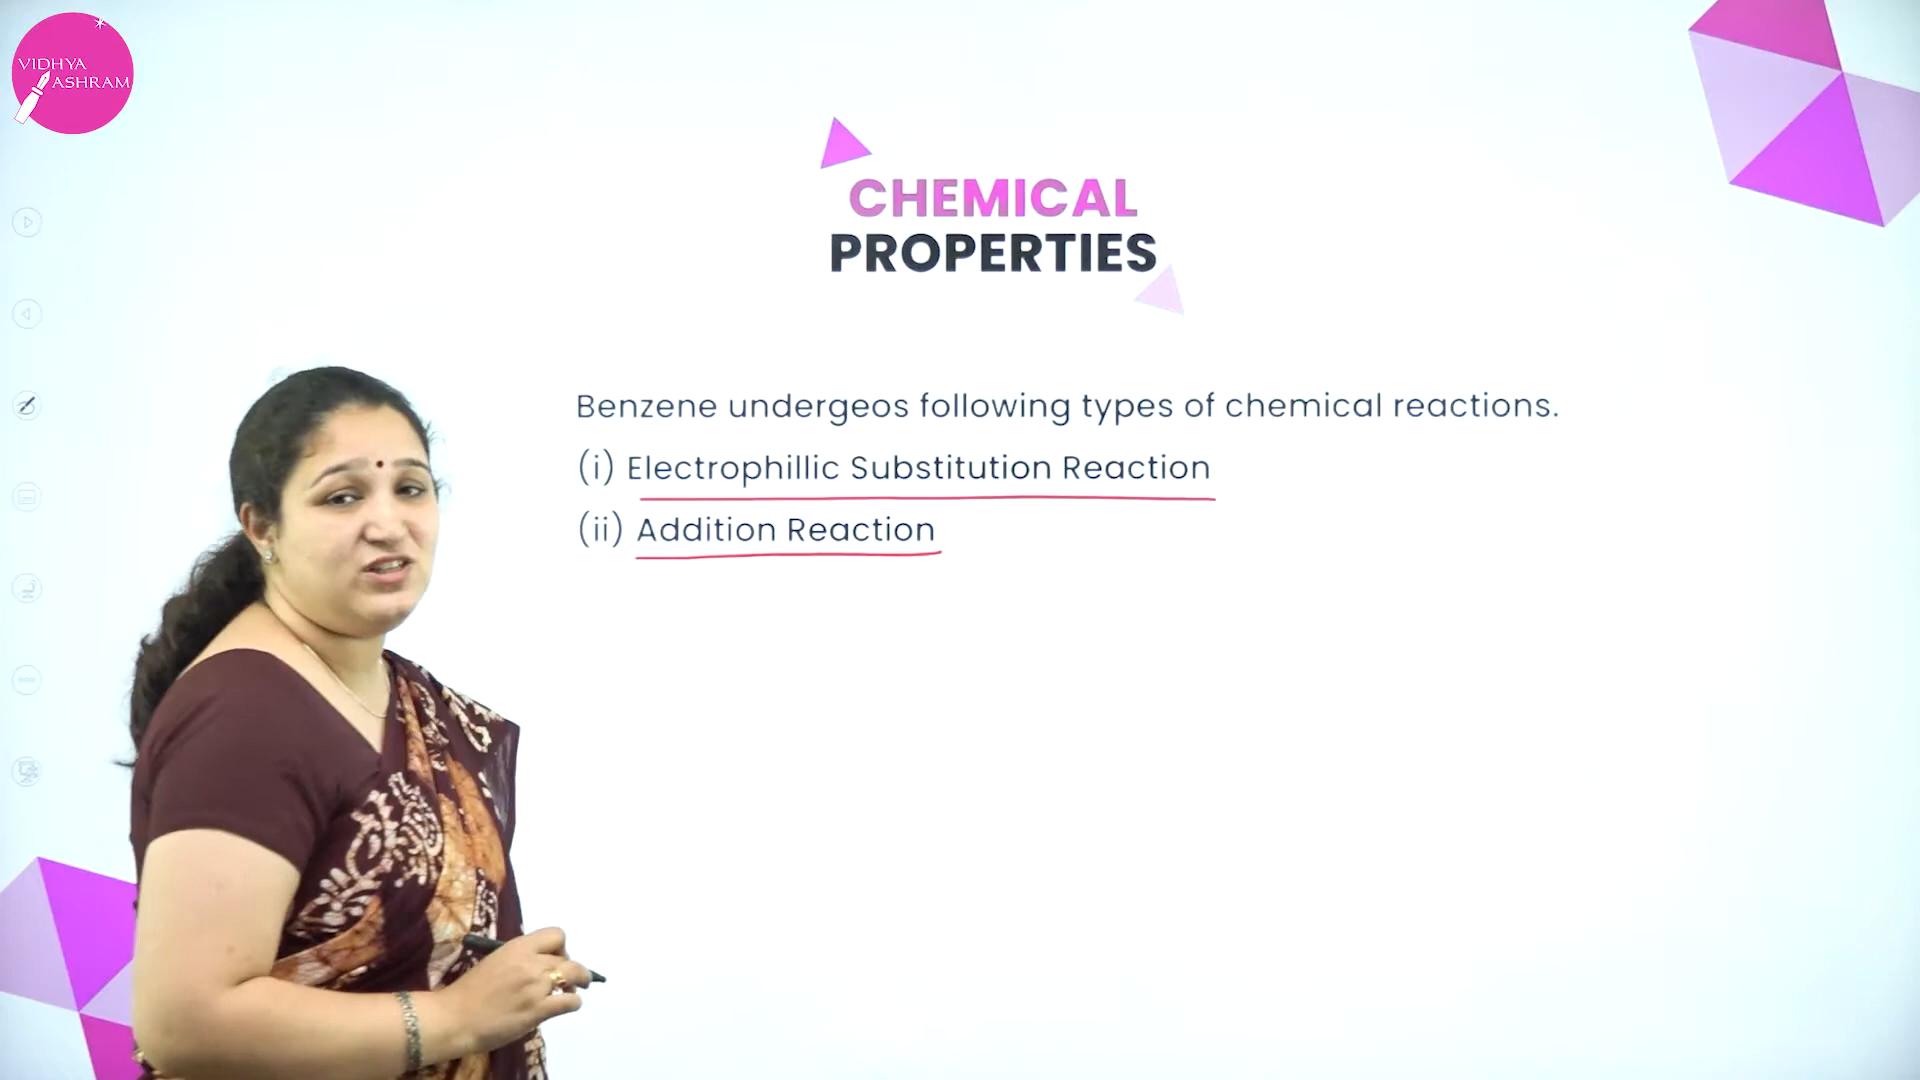 VIDHYA
ASHRAM
CHEMICAL
PROPERTIES
Benzene undergeos following types of chemical reactions.
(i) Electrophillic Substitution Reaction
(ii) Addition Reaction